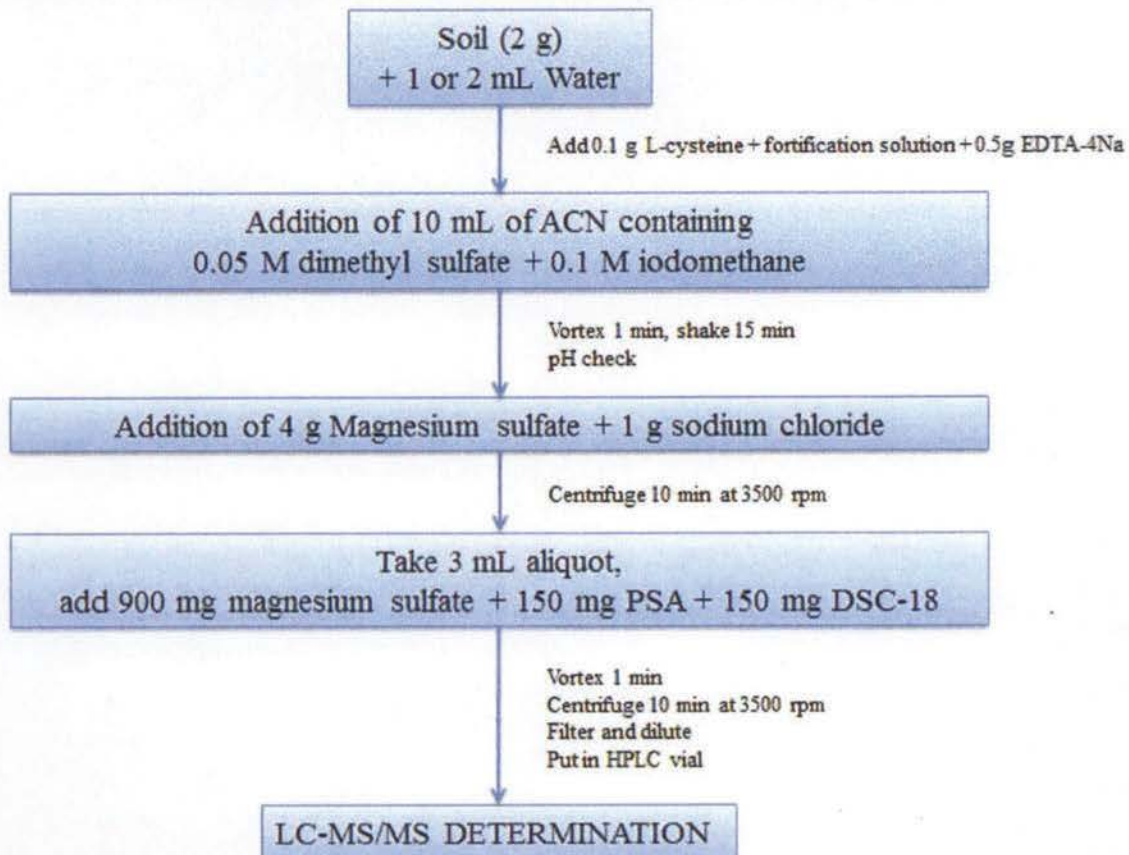 Soil (2 g)
+ 1 or 2 mL Water
Add 0.1 g L-cysteine + fortification solution + 0.5g EDTA-4Na
Addition of 10 mL of ACN containing
0.05 M dimethyl sulfate + 0.1 M iodomethane
Vortex 1 min, shake 15 min
pH check
Addition of 4 g Magnesium sulfate + 1 g sodium chloride
Centrifuge 10 min at 3500 rpm
Take 3 mL aliquot,
add 900 mg magnesium sulfate + 150 mg PSA + 150 mg DSC-18
Vortex 1 min
Centrifuge 10 min at 3500 rpm
Filter and dilute
Put in HPLC vial
LC-MS/MS DETERMINATION